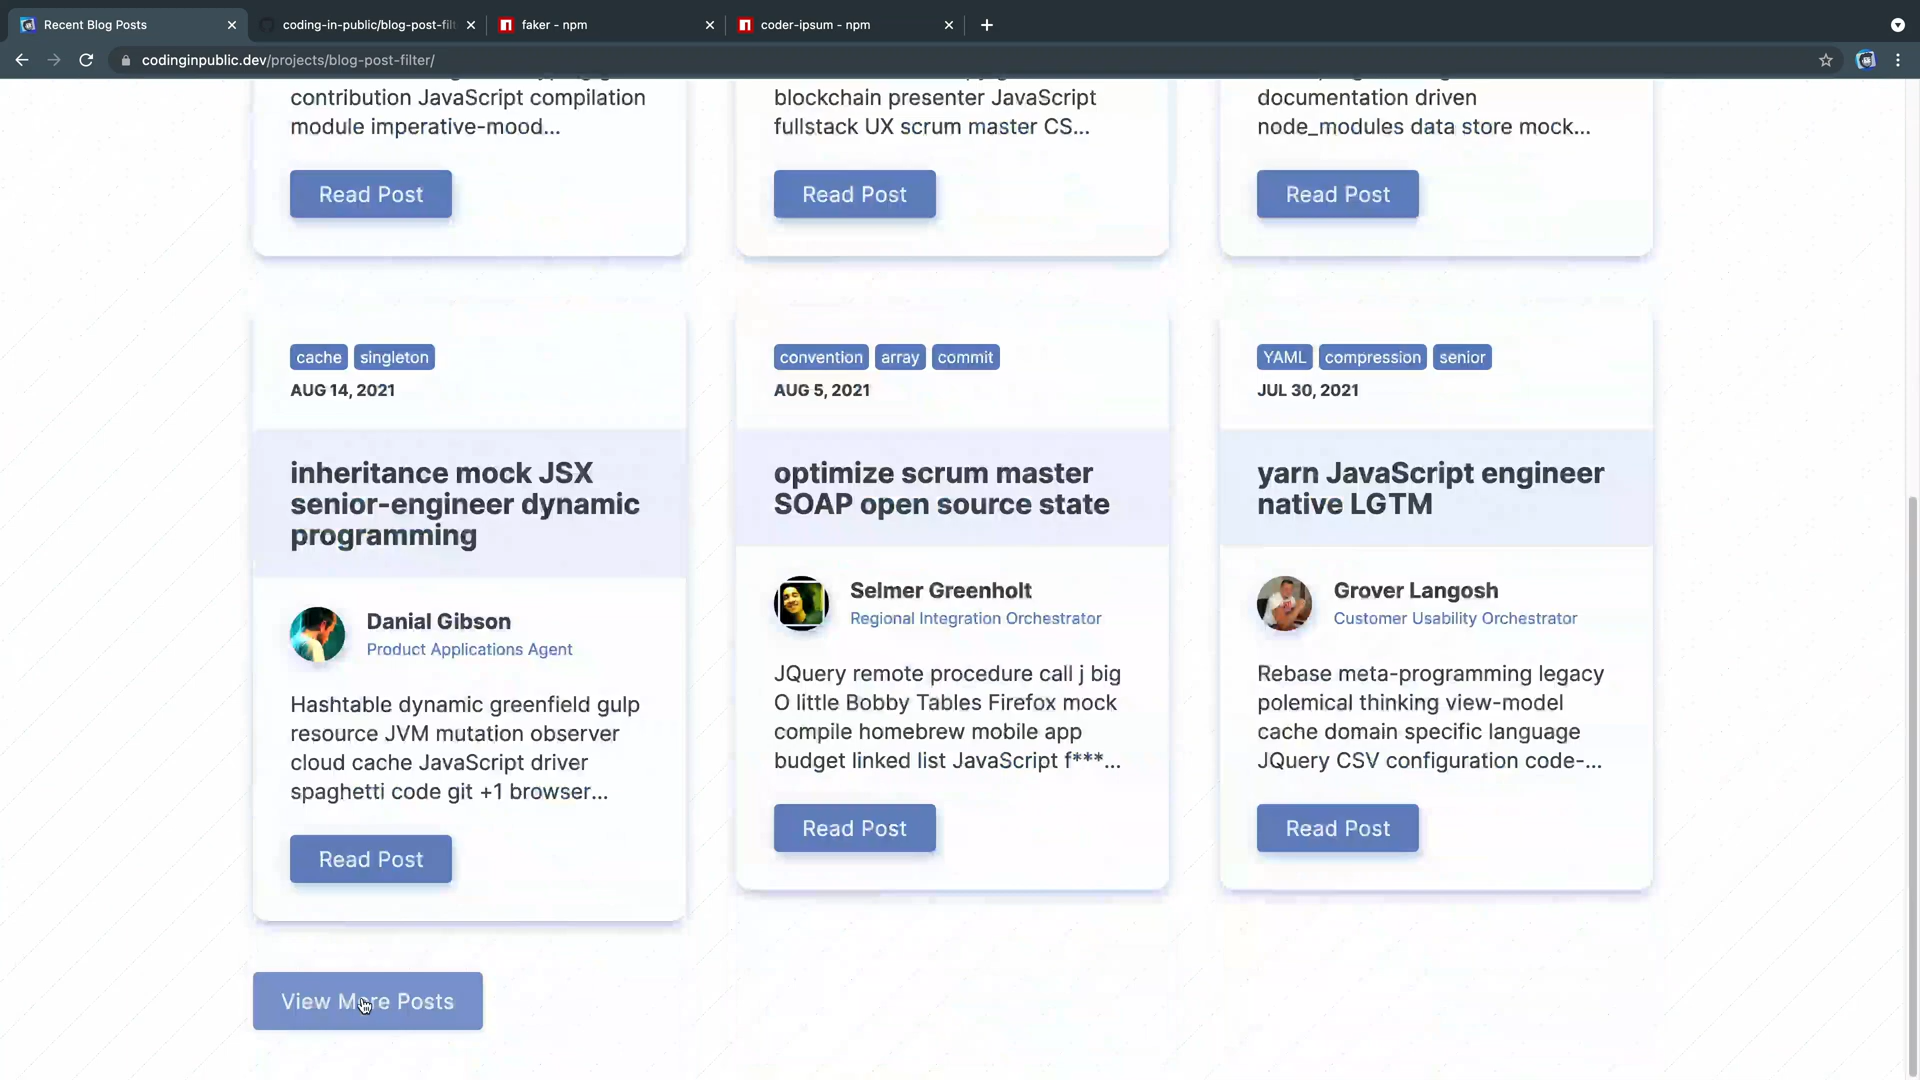 Recent Blog Posts
coding-in-public/blog-post-filt
faker - npm
coder-ipsum - npm
codinginpublic.dev/projects/blog-post-filter/
contribution JavaScript compilation
module imperative-mood...
Read Post
blockchain presenter JavaScript
fullstack UX scrum master CS...
Read Post
documentation driven
node_modules data store mock...
Read Post
cache singleton
AUG 14, 2021
inheritance mock JSX
senior-engineer dynamic
programming
Danial Gibson
Product Applications Agent
Hashtable dynamic greenfield gulp
resource JVM mutation observer
cloud cache JavaScript driver
spaghetti code git +1 browser...
Read Post
convention array commit
AUG 5, 2021
optimize scrum master
SOAP open source state
Selmer Greenholt
Regional Integration Orchestrator
JQuery remote procedure call j big
O little Bobby Tables Firefox mock
compile homebrew mobile app
budget linked list JavaScript f***...
Read Post
YAML compression senior
JUL 30, 2021
yarn JavaScript engineer
native LGTM
Grover Langosh
Customer Usability Orchestrator
Rebase meta-programming legacy
polemical thinking view-model
cache domain specific language
JQuery CSV configuration code-...
Read Post
View More Posts